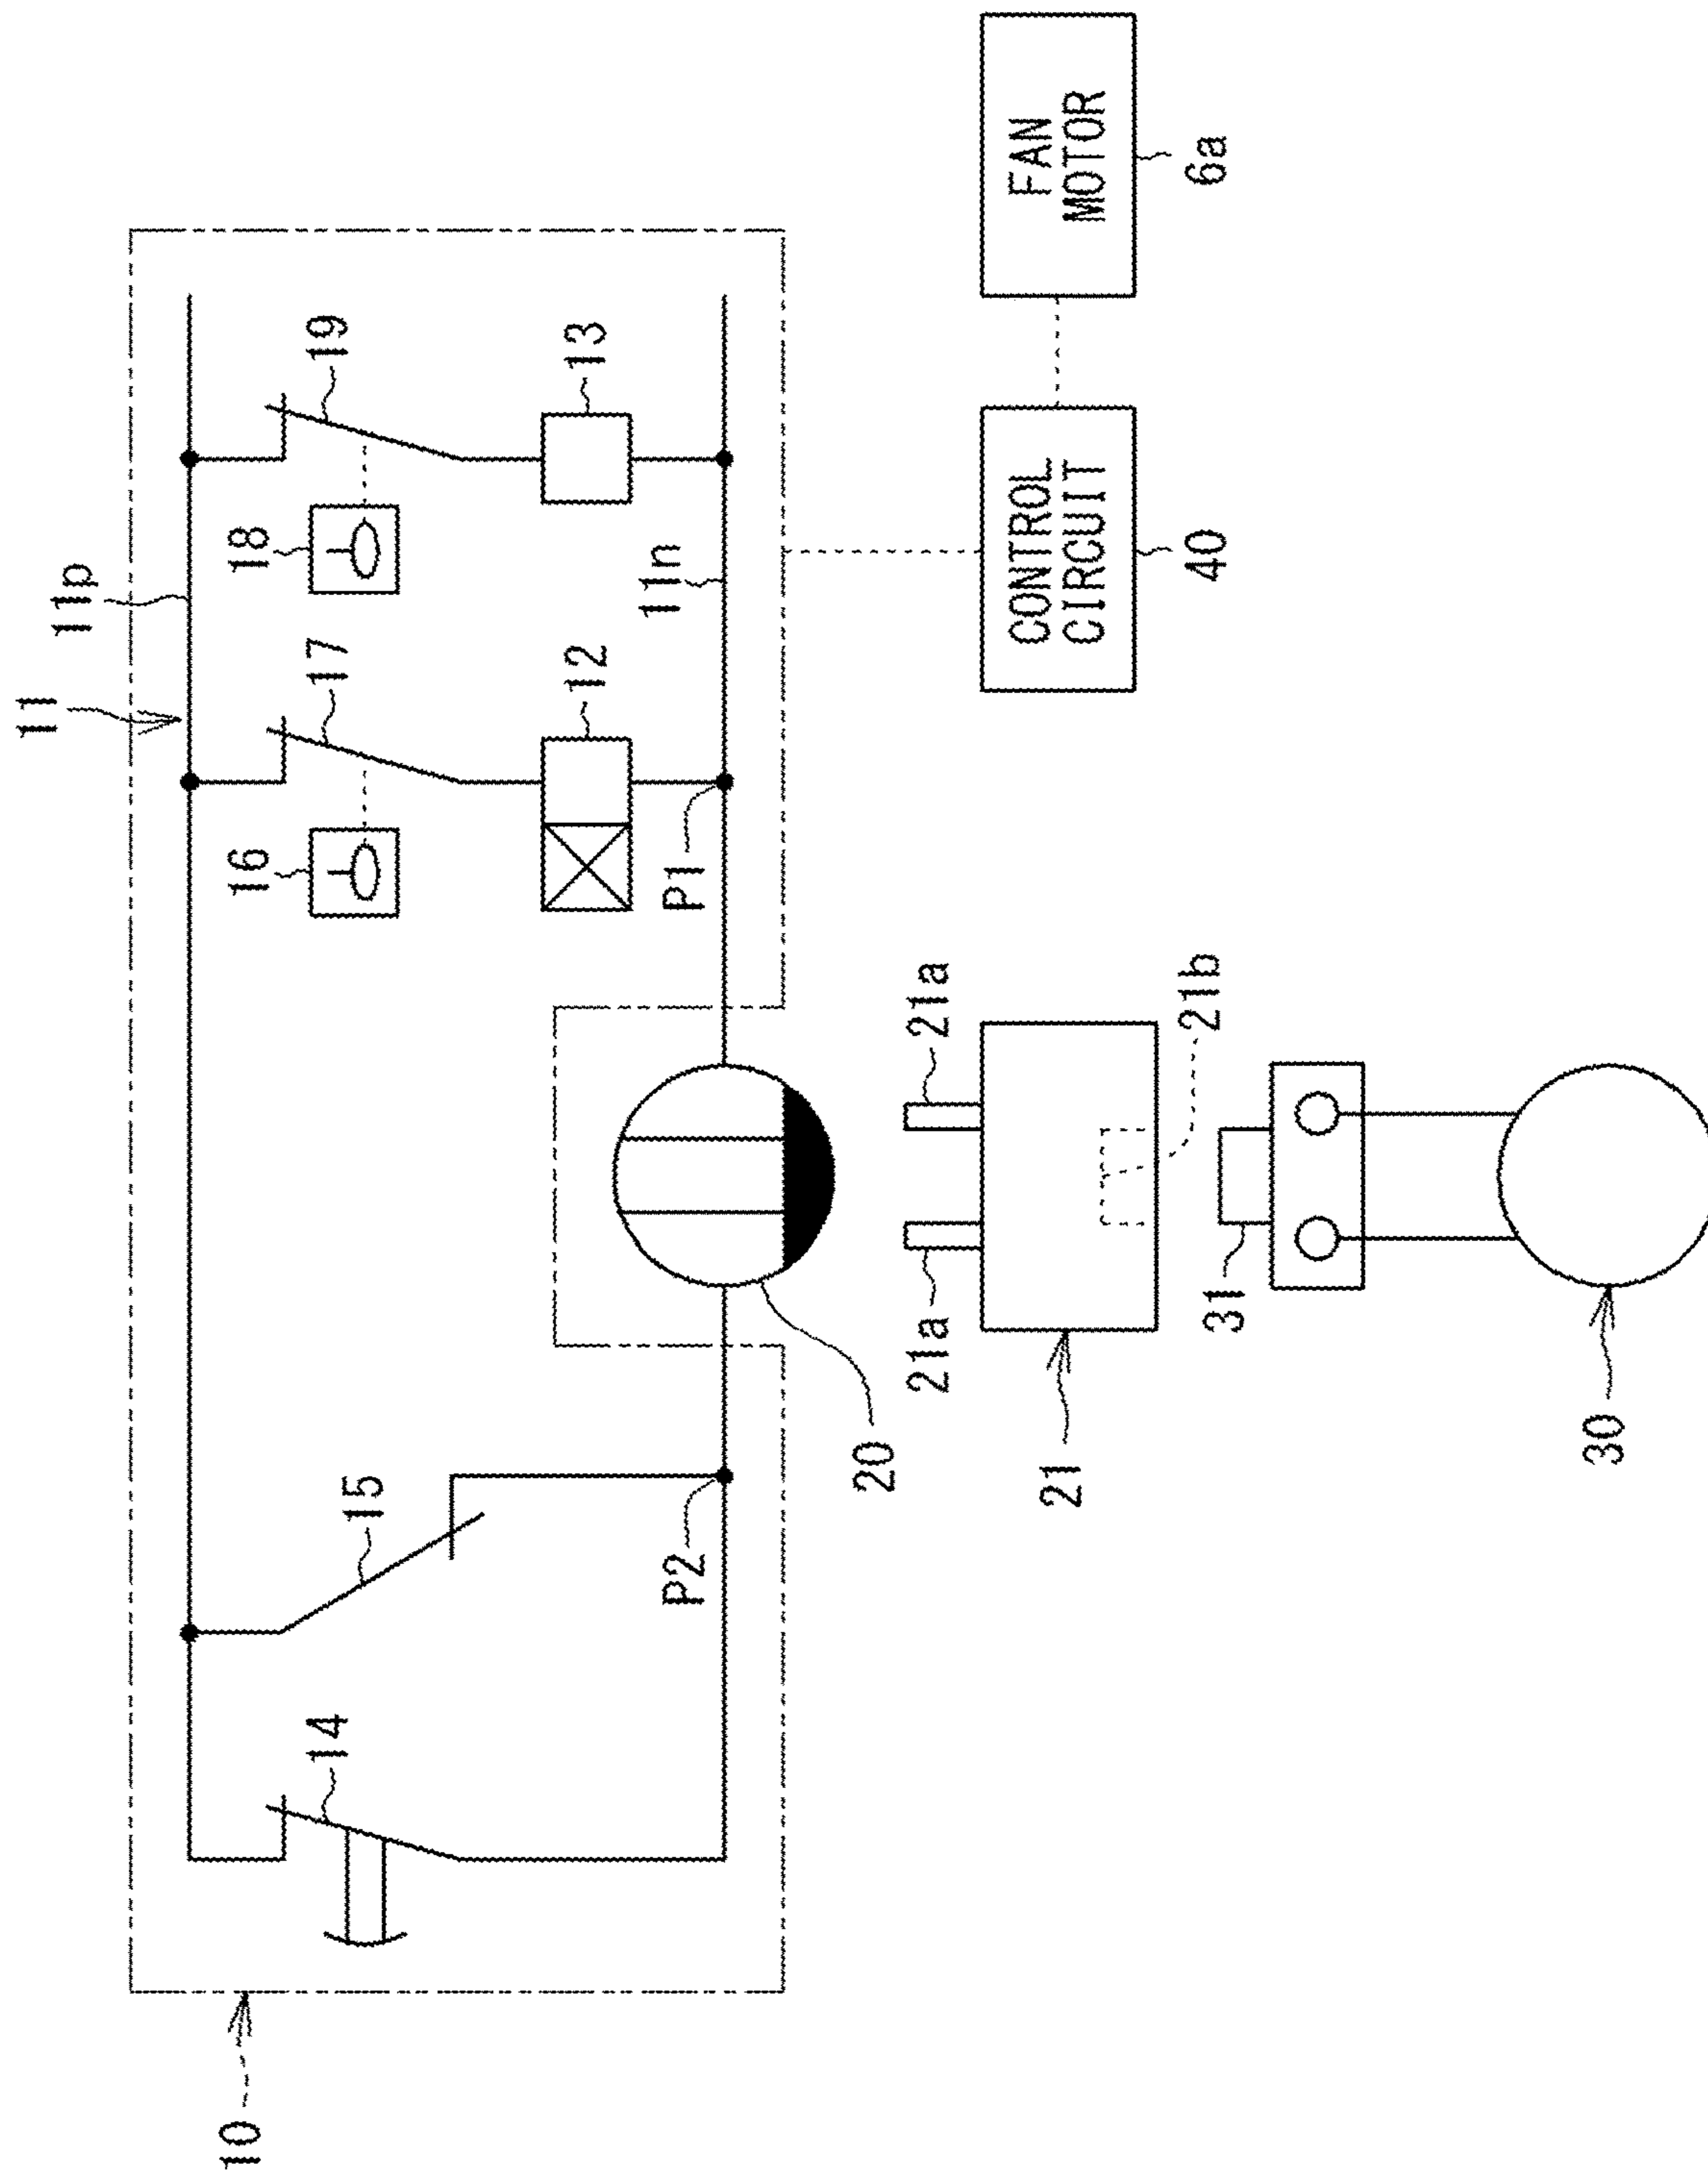 11
11p
10
16
18
14
17
19
15
12
13
11n
P2
P1
20
21a
21a
21
CONTROL
CIRCUIT
FAN
MOTOR
21b
40
6a
31
30